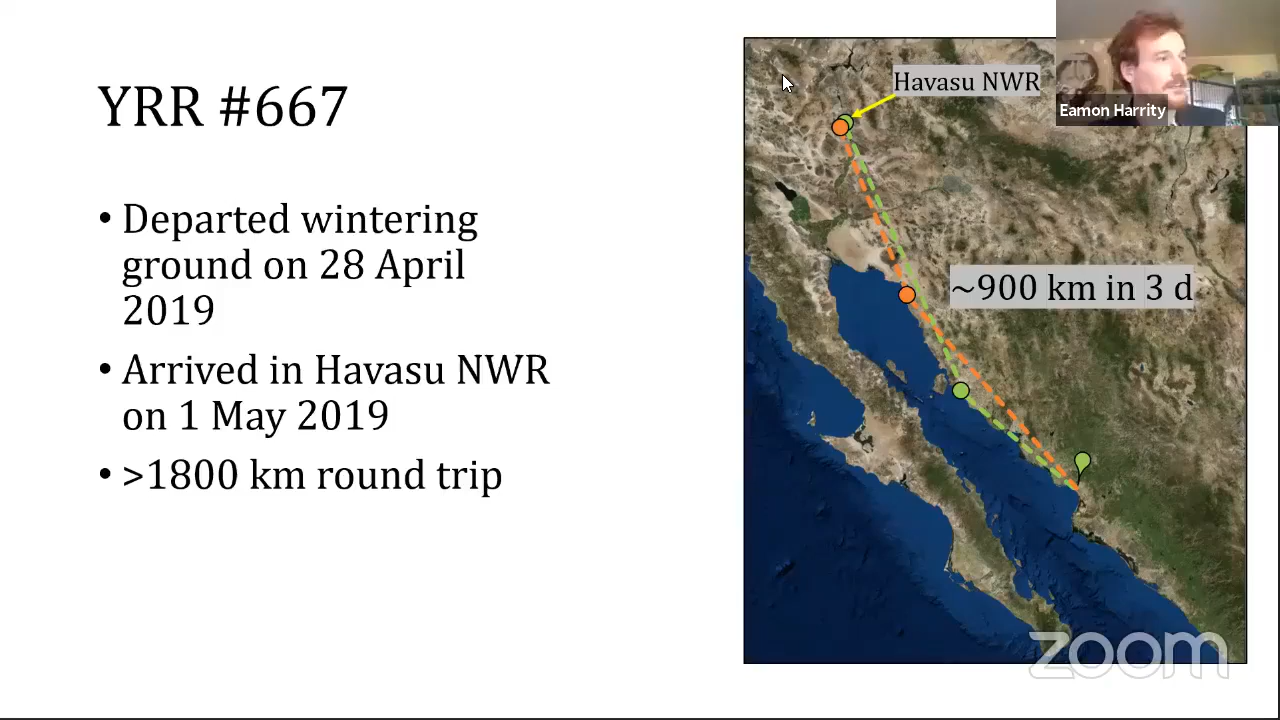 YRR #667
• Departed wintering
ground on 28 April
2019
• Arrived in Havasu NWR
on 1 May 2019
• >1800 km round trip
Havasu NWR
~900 km in 3 d
Eamon Harrity
zoom